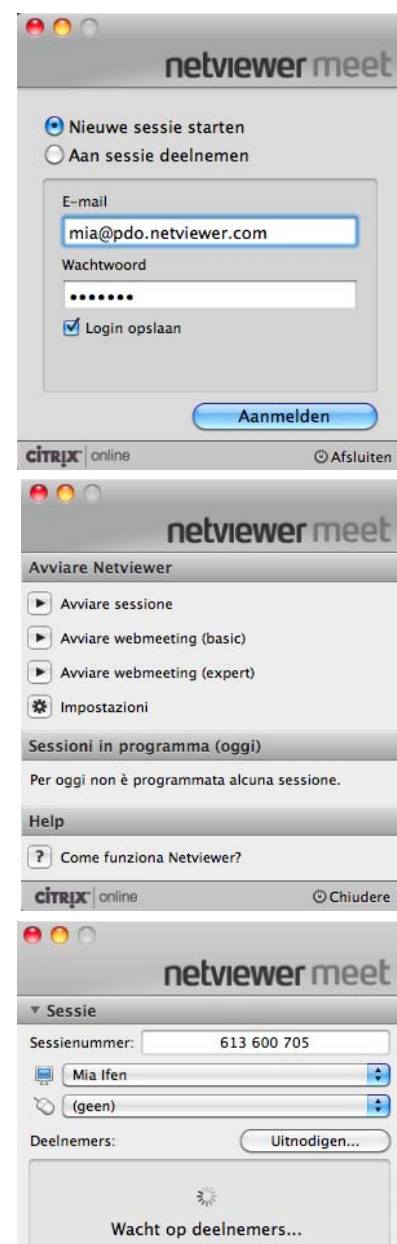 netviewer meet
Nieuwe sessie starten
Aan sessie deelnemen
E-mail
mia@pdo.netviewer.com
Wachtwoord
•••••••
Login opslaan
Aanmelden
CITRIX online
Afsluiten
netviewer meet
Avviare Netviewer
Avviare sessione
Avviare webmeeting (basic)
Avviare webmeeting (expert)
Impostazioni
Sessioni in programma (oggi)
Per oggi non è programmata alcuna sessione.
Help
? Come funziona Netviewer?
CITRIX online
Chiudere
netviewer meet
Sessie
Sessienummer: 613 600 705
Mia Ifen
(geen)
Deelnemers: Uitnodigen...
Wacht op deelnemers...